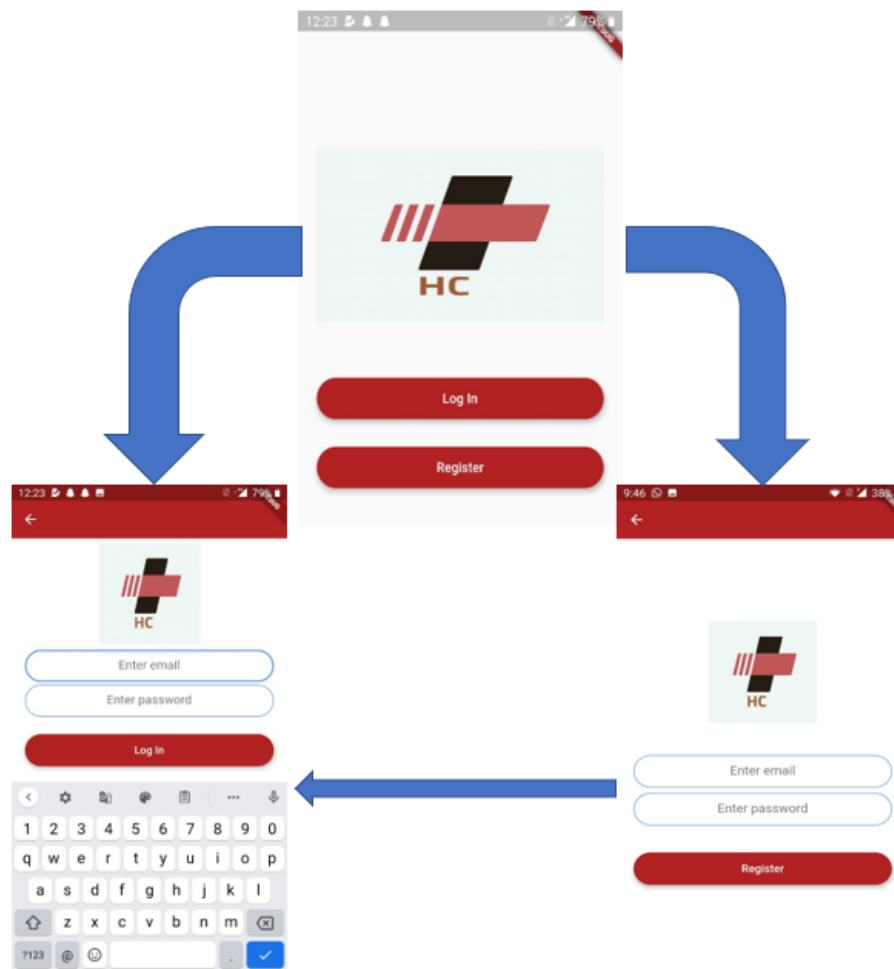 12:23 79%
HC
Log In
Register
12:23 79%
HC
Enter email
Enter password
Log In
1 2 3 4 5 6 7 8 9 0
q w e r t y u i o p
a s d f g h j k l
z x c v b n m
?123 @ .
9:46 38%
HC
Enter email
Enter password
Register